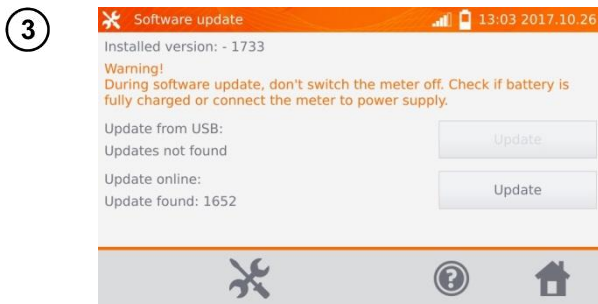 3
Software update
13:03 2017.10.26
Installed version: - 1733
Warning!
During software update, don't switch the meter off. Check if battery is
fully charged or connect the meter to power supply.
Update from USB:
Updates not found
Update
Update online:
Update found: 1652
Update
?